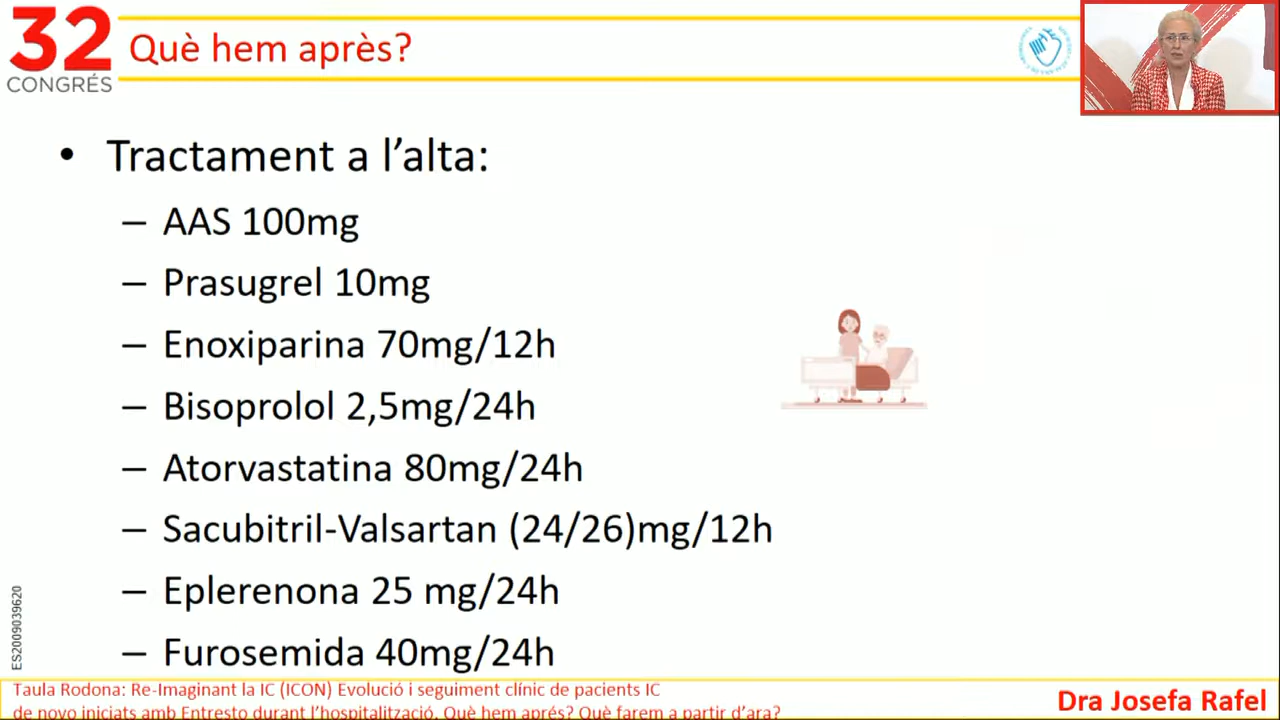 32
CONGRÉS
Què hem après?
• Tractament a l’alta:
– AAS 100mg
– Prasugrel 10mg
– Enoxiparina 70mg/12h
– Bisoprolol 2,5mg/24h
– Atorvastatina 80mg/24h
– Sacubitril-Valsartan (24/26)mg/12h
– Eplerenona 25 mg/24h
– Furosemida 40mg/24h
ES2009039620
Taula Rodona: Re-Imaginant la IC (ICON) Evolució i seguiment clínic de pacients IC
de novo iniciats amb Entresto durant l’hospitalització. Què hem aprés? Què farem a partir d’ara?
Dra Josefa Rafel